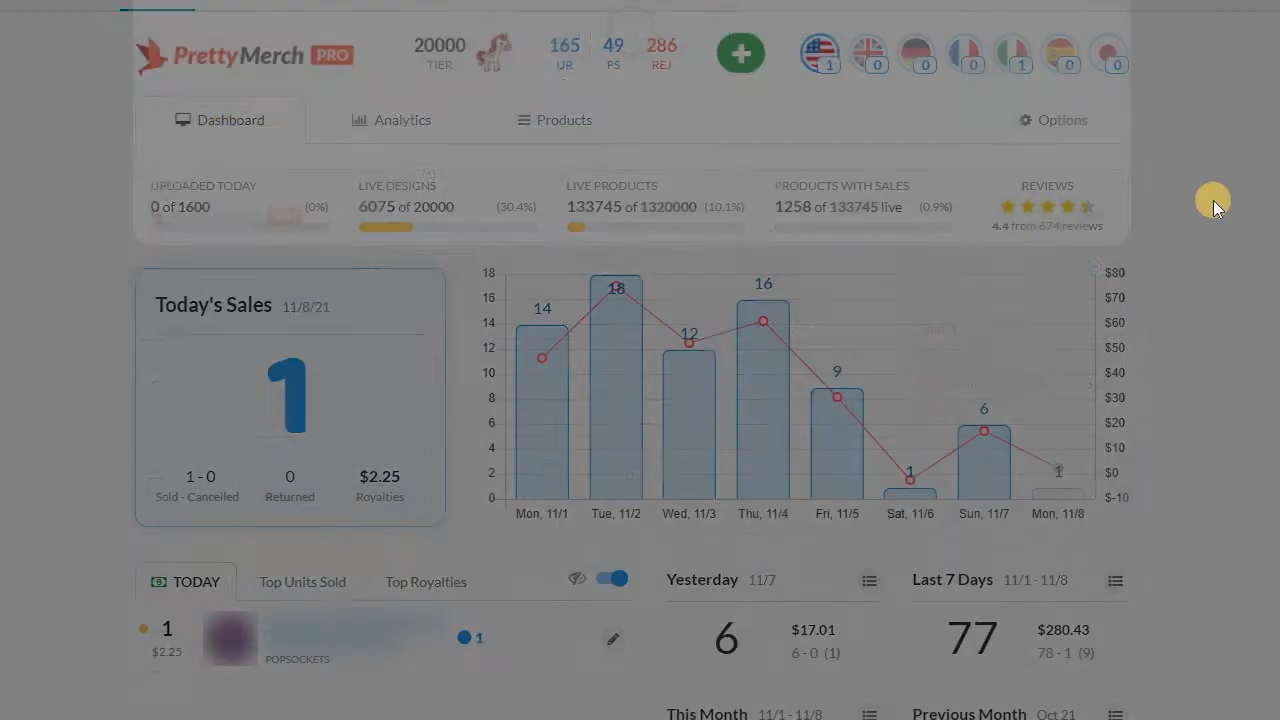 PrettyMerch PRO
20000 TIER
165 UR
49 PS
286 REJ
1 0 0 0 1 0 0
Dashboard Analytics Products Options
UPLOADED TODAY LIVE DESIGNS LIVE PRODUCTS PRODUCTS WITH SALES REVIEWS
0 of 1600 (0%) 6075 of 20000 (30.4%) 133745 of 1320000 (10.1%) 1258 of 133745 live (0.9%)
4.4 from 674 reviews
Today's Sales 11/8/21
1
1 - 0 0 $2.25
Sold - Cancelled Returned Royalties
18 16 14 12 10 8 6 4 2 0
14 18 12 16 9 1 6 1
$80 $70 $60 $50 $40 $30 $20 $10 $0 $-10
Mon, 11/1 Tue, 11/2 Wed, 11/3 Thu, 11/4 Fri, 11/5 Sat, 11/6 Sun, 11/7 Mon, 11/8
TODAY Top Units Sold Top Royalties
1
$2.25
POPSOCKETS
1
Yesterday 11/7
6 $17.01
6 - 0 (1)
Last 7 Days 11/1 - 11/8
77 $280.43
78 - 1 (9)
This Month 11/1 - 11/8
Previous Month Oct 21